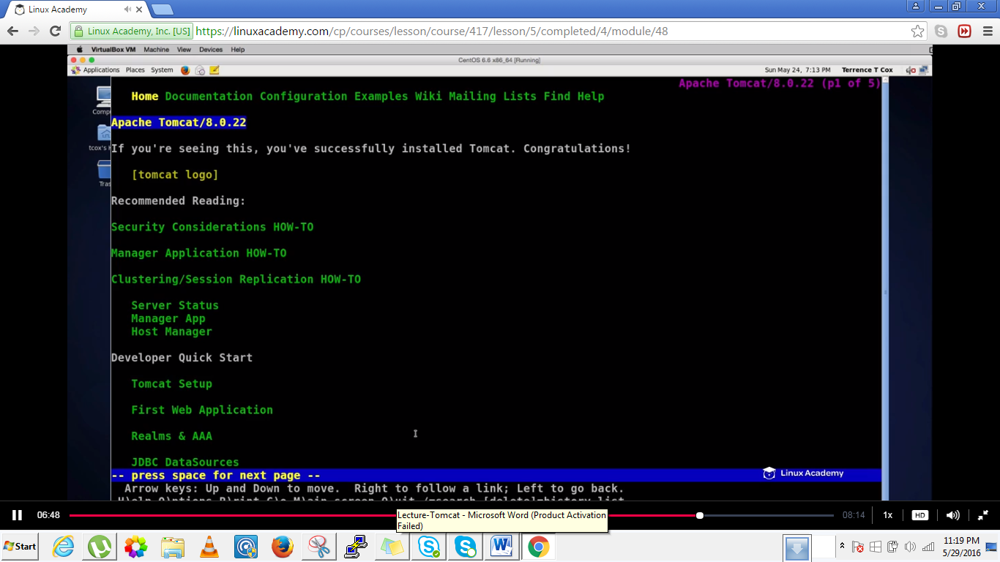 Linux Academy
Linux Academy, Inc. [US] https://linuxacademy.com/cp/courses/lesson/course/417/lesson/5/completed/4/module/48
VirtualBox VM Machine View Devices Help
CentOS 6.6 x86_64 [Running]
Applications Places System Sun May 24, 7:13 PM Terrence T Cox
Apache Tomcat/8.0.22 (p1 of 5)
Home Documentation Configuration Examples Wiki Mailing Lists Find Help
Comp
Apache Tomcat/8.0.22
tcox's H
If you're seeing this, you've successfully installed Tomcat. Congratulations!
[tomcat logo]
Tras
Recommended Reading:
Security Considerations HOW-TO
Manager Application HOW-TO
Clustering/Session Replication HOW-TO
Server Status
Manager App
Host Manager
Developer Quick Start
Tomcat Setup
First Web Application
Realms & AAA
JDBC DataSources
-- press space for next page --
Linux Academy
Arrow keys: Up and Down to move. Right to follow a link; Left to go back.
H)elp O)ptions P)rint G)o M)ain screen Q)uit /=search [delete]=history list
06:48 08:14 1x HD
Lecture-Tomcat - Microsoft Word (Product Activation
Failed)
Start
11:19 PM
5/29/2016